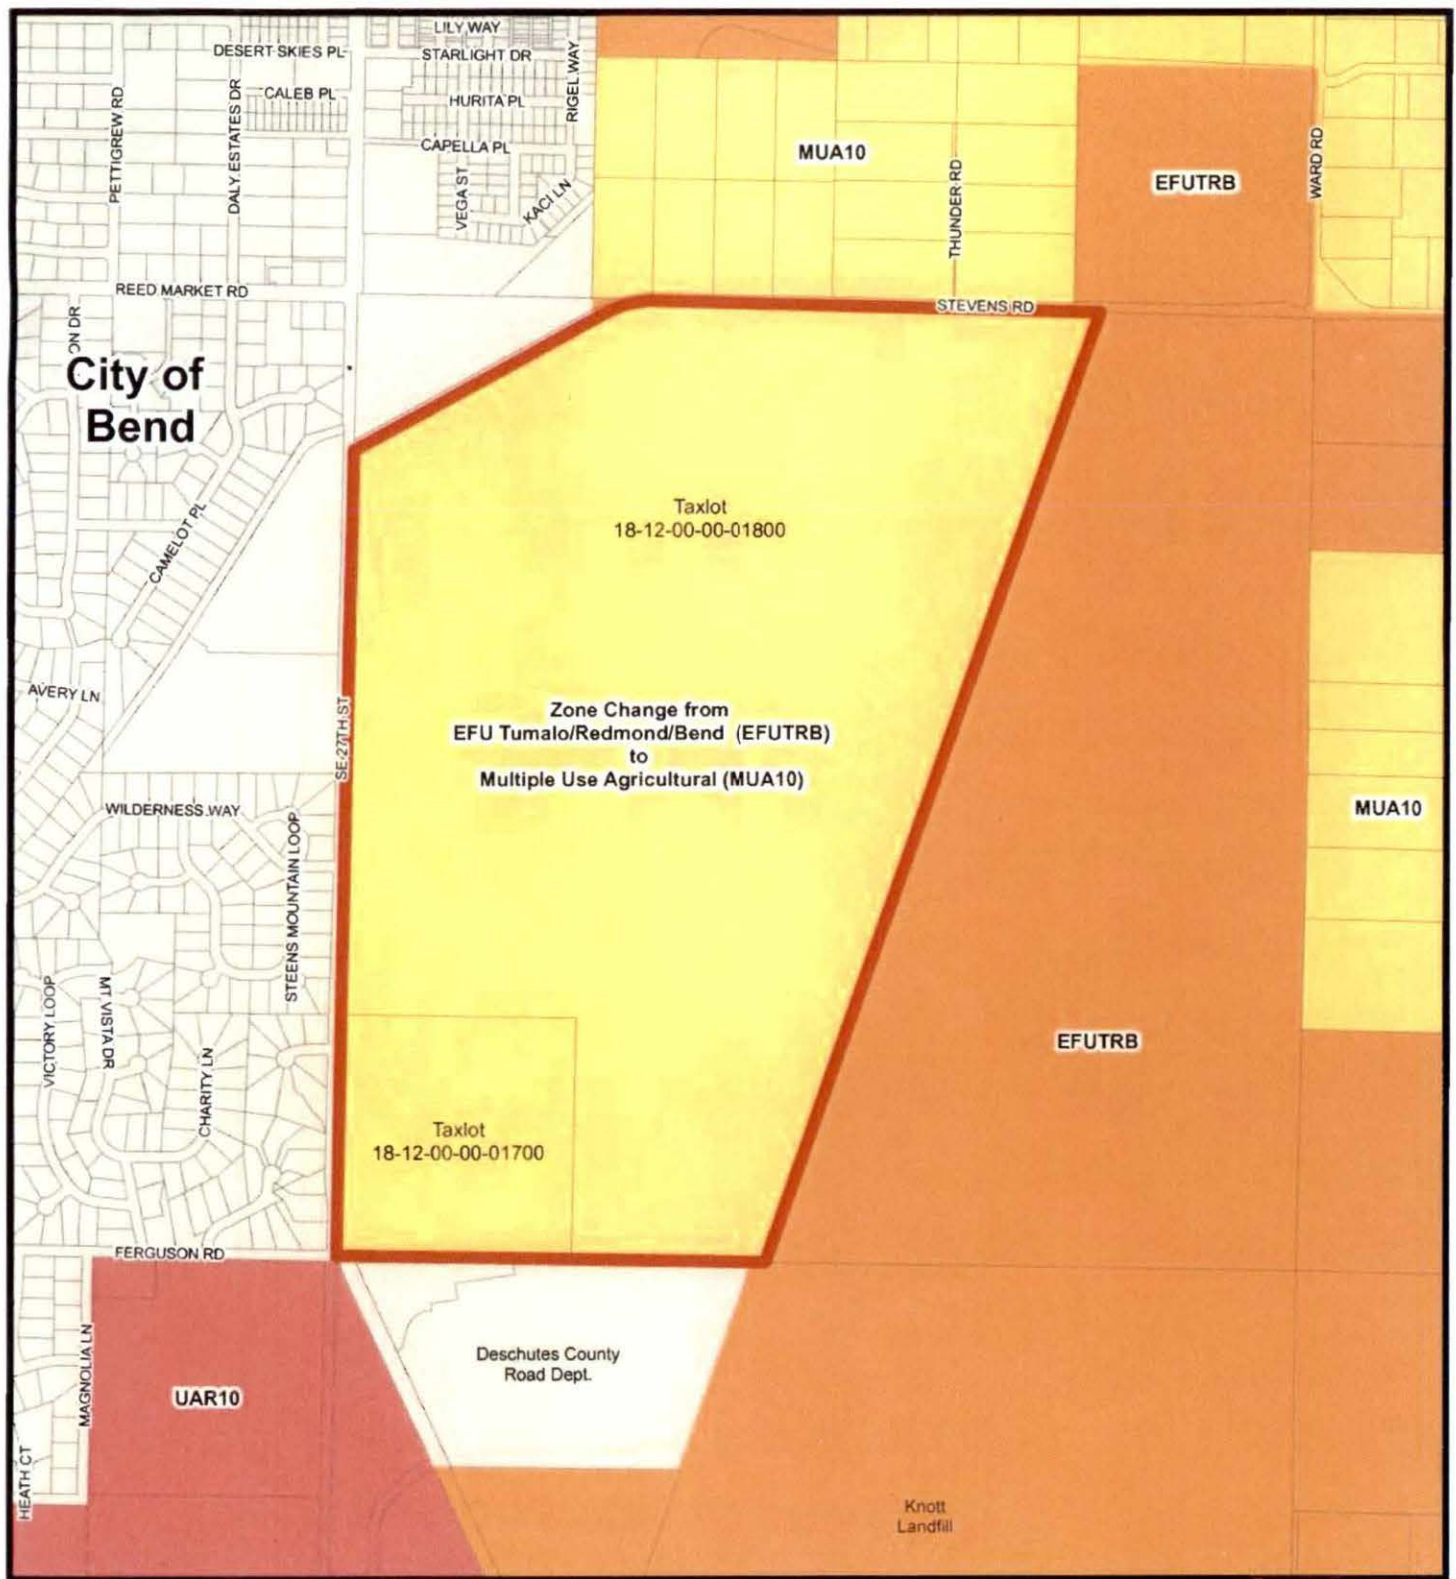 LILY WAY
DESERT SKIES PL
STARLIGHT DR
CALEB PL
HURITA PL
RIGEL WAY
PETTIGREW RD
DALY ESTATES DR
CAPELLA PL
MUA10
EFUTRB
WARD RD
VEGA ST
KACI LN
THUNDER RD
REED MARKET RD
STEVENS RD
ON DR
City of
Bend
Taxlot
18-12-00-00-01800
CAMELOT PL
AVERY LN
SE 27TH ST
Zone Change from
EFU Tumalo/Redmond/Bend (EFUTRB)
to
Multiple Use Agricultural (MUA10)
WILDERNESS WAY
MUA10
STEENS MOUNTAIN LOOP
VICTORY LOOP
MT VISTA DR
CHARITY LN
EFUTRB
Taxlot
18-12-00-00-01700
FERGUSON RD
MAGNOLIA LN
Deschutes County
Road Dept.
UAR10
HEATH CT
Knott
Landfill